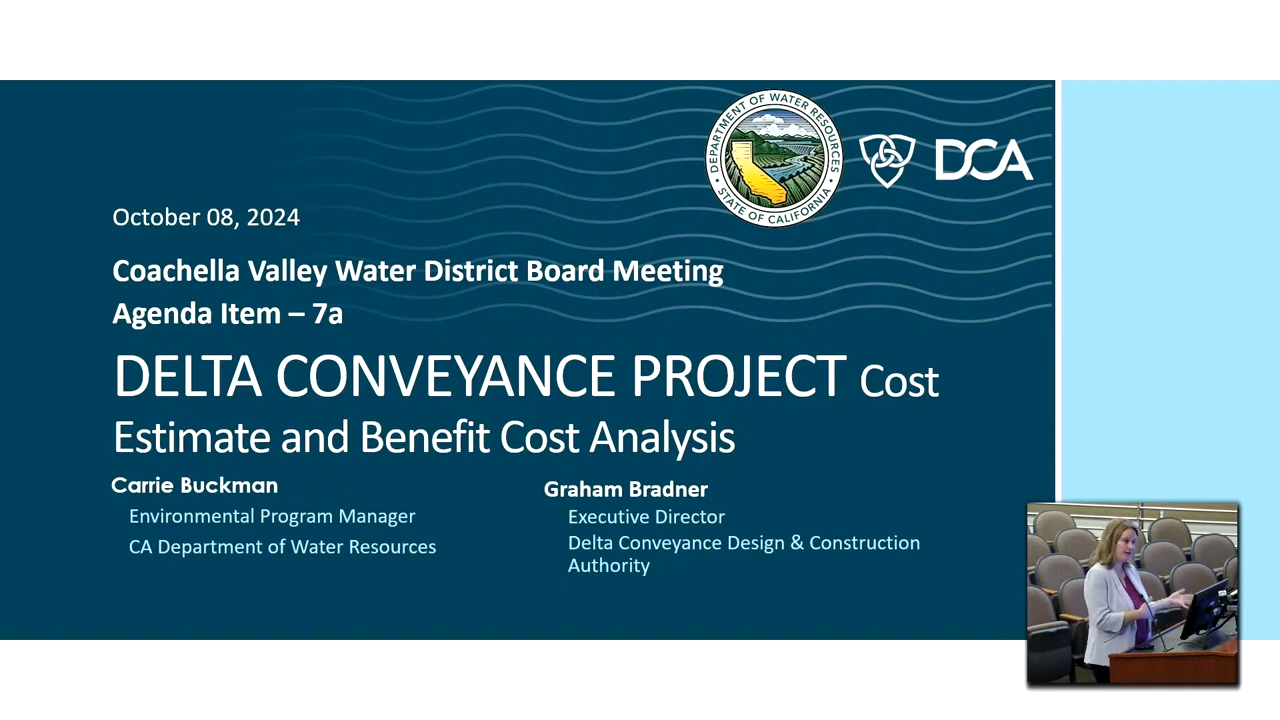 DEPARTMENT OF WATER RESOURCES
STATE OF CALIFORNIA
DCA
October 08, 2024
Coachella Valley Water District Board Meeting
Agenda Item – 7a
DELTA CONVEYANCE PROJECT Cost
Estimate and Benefit Cost Analysis
Carrie Buckman
Environmental Program Manager
CA Department of Water Resources
Graham Bradner
Executive Director
Delta Conveyance Design & Construction
Authority